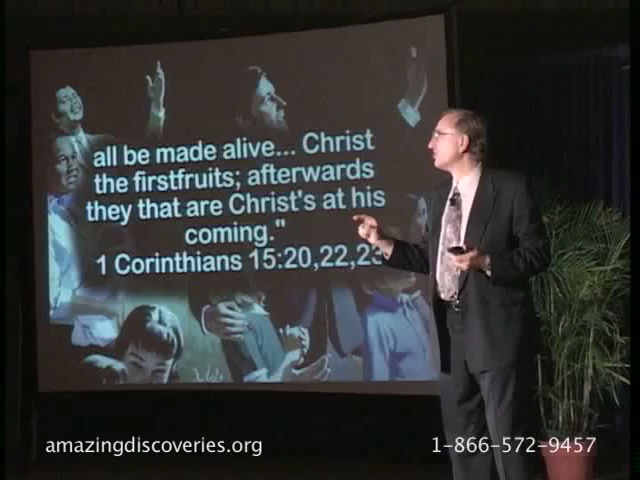 all be made alive... Christ
the firstfruits; afterwards
they that are Christ's at his
coming."
1 Corinthians 15:20,22,23
amazingdiscoveries.org
1-866-572-9457